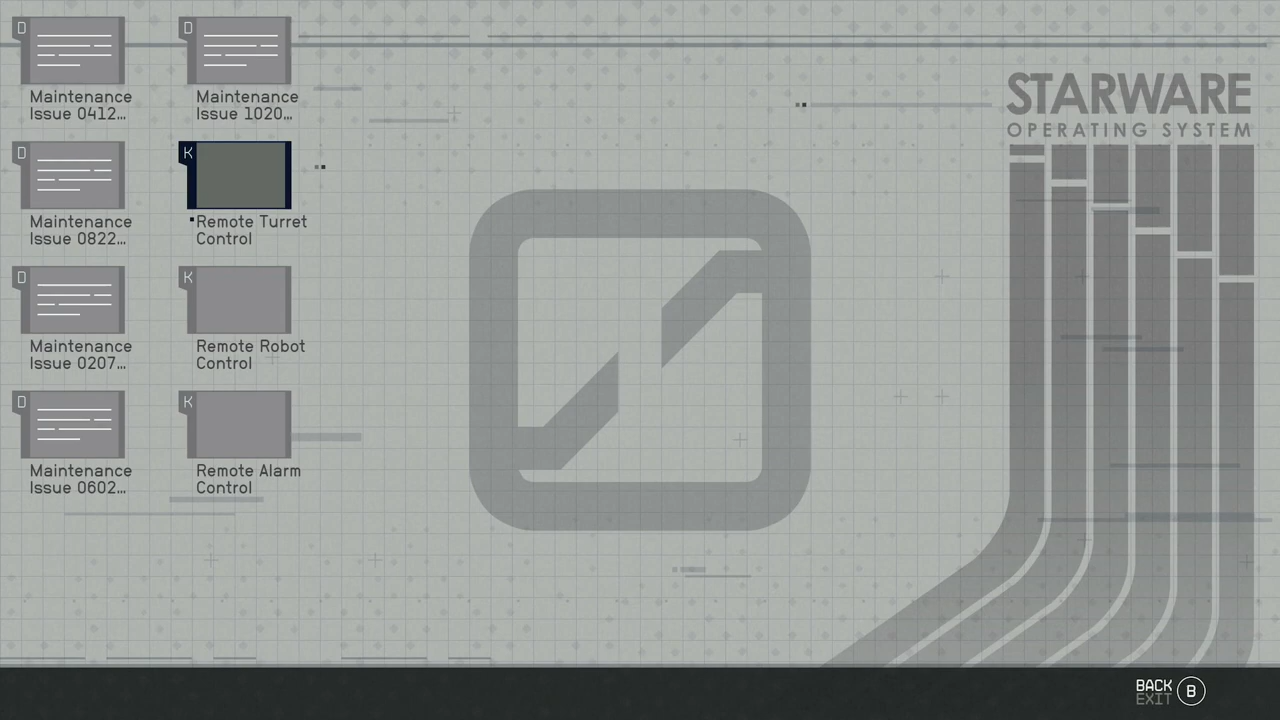 D
Maintenance
Issue 0412...
D
Maintenance
Issue 1020...
D
Maintenance
Issue 0822...
K
Remote Turret
Control
D
Maintenance
Issue 0207...
K
Remote Robot
Control
D
Maintenance
Issue 0602...
K
Remote Alarm
Control
STARWARE
OPERATING SYSTEM
BACK
EXIT
B